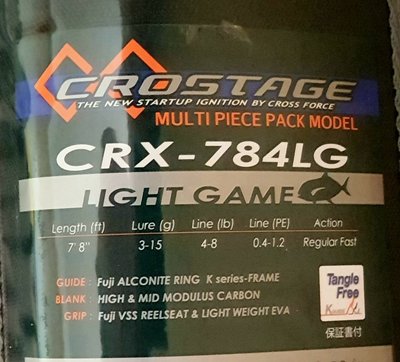 CROSTAGE
THE NEW STARTUP IGNITION BY CROSS FORCE
MULTI PIECE PACK MODEL
CRX-784LG
LIGHT GAME
Length (ft) Lure (g) Line (lb) Line (PE) Action
7' 8" 3-15 4-8 0.4-1.2 Regular Fast
GUIDE : Fuji ALCONITE RING K series-FRAME
BLANK : HIGH & MID MODULUS CARBON
GRIP : Fuji VSS REELSEAT & LIGHT WEIGHT EVA
Tangle
Free
保証書付